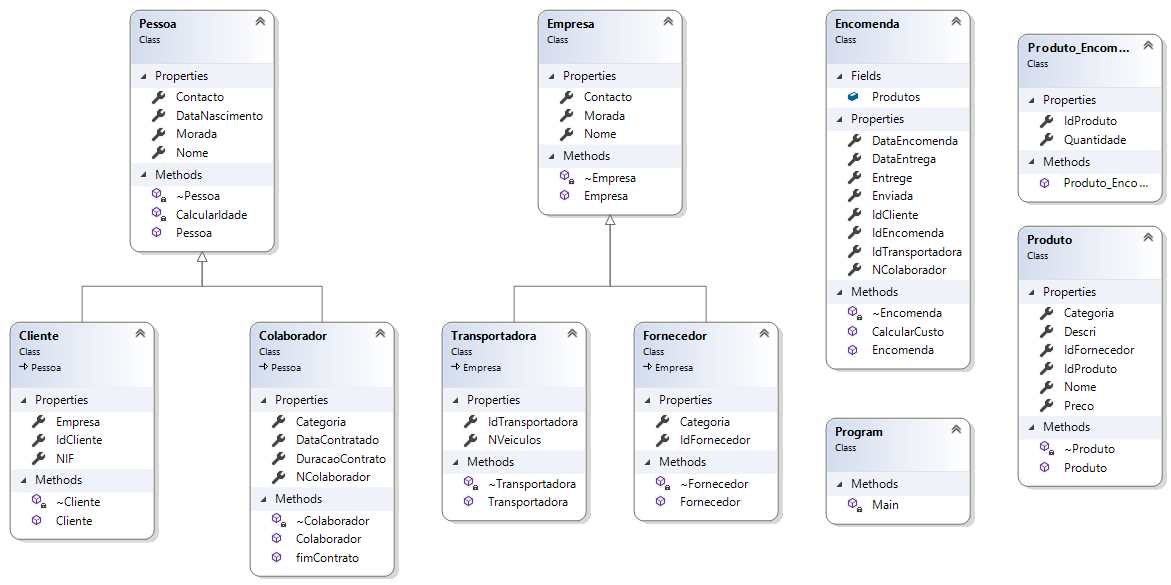 Pessoa
Class
Properties
Contacto
DataNascimento
Morada
Nome
Methods
~Pessoa
CalcularIdade
Pessoa
Empresa
Class
Properties
Contacto
Morada
Nome
Methods
~Empresa
Empresa
Encomenda
Class
Fields
Produtos
Properties
DataEncomenda
DataEntrega
Entrege
Enviada
IdCliente
IdEncomenda
IdTransportadora
NColaborador
Methods
~Encomenda
CalcularCusto
Encomenda
Produto_Encom...
Class
Properties
IdProduto
Quantidade
Methods
Produto_Enco...
Cliente
Class
Pessoa
Properties
Empresa
IdCliente
NIF
Methods
~Cliente
Cliente
Colaborador
Class
Pessoa
Properties
Categoria
DataContratado
DuracaoContrato
NColaborador
Methods
~Colaborador
Colaborador
fimContrato
Transportadora
Class
Empresa
Properties
IdTransportadora
NVeiculos
Methods
~Transportadora
Transportadora
Fornecedor
Class
Empresa
Properties
Categoria
IdFornecedor
Methods
~Fornecedor
Fornecedor
Program
Class
Methods
Main
Produto
Class
Properties
Categoria
Descri
IdFornecedor
IdProduto
Nome
Preco
Methods
~Produto
Produto